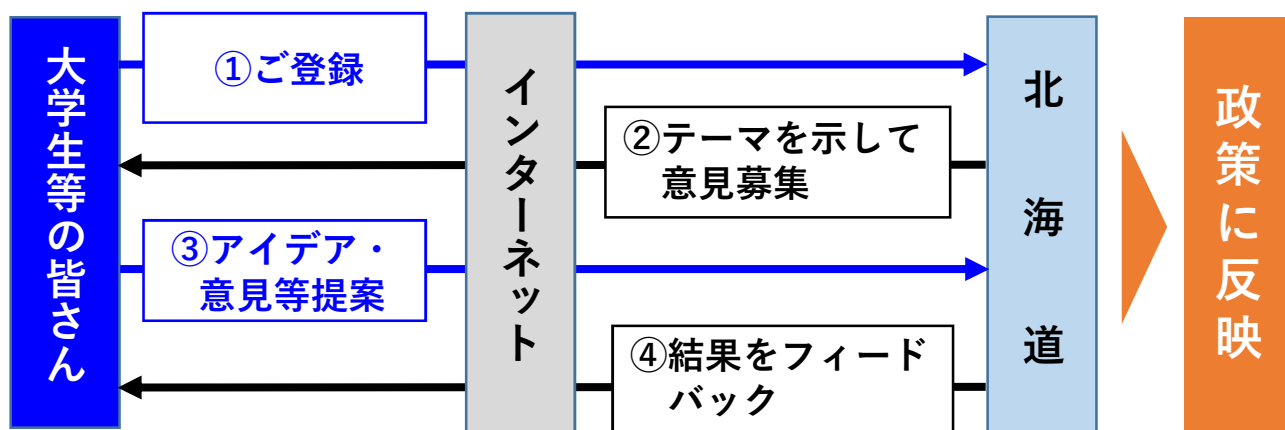 大学生等の皆さん
①ご登録
②テーマを示して
意見募集
③アイデア・
意見等提案
④結果をフィード
バック
インターネット
北海道
政策に反映